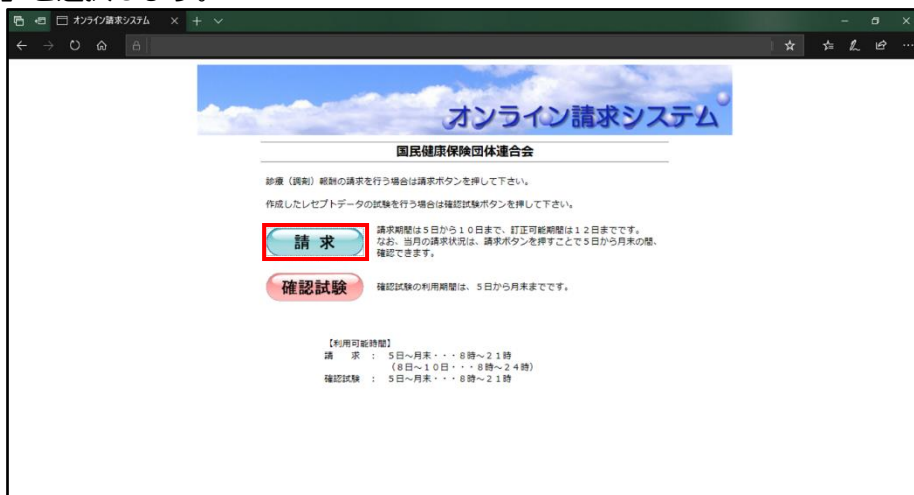 を選択します。
オンライン請求システム
オンライン請求システム
国民健康保険団体連合会
診療（調剤）報酬の請求を行う場合は請求ボタンを押して下さい。
作成したレセプトデータの試験を行う場合は確認試験ボタンを押して下さい。
請 求
請求期間は５日から１０日まで、訂正可能期間は１２日までです。
なお、当月の請求状況は、請求ボタンを押すことで５日から月末の間、
確認できます。
確認試験
確認試験の利用期間は、５日から月末までです。
【利用可能時間】
請　　求　：　５日～月末・・・８時～２１時
（８日～１０日・・・８時～２４時）
確認試験　：　５日～月末・・・８時～２１時